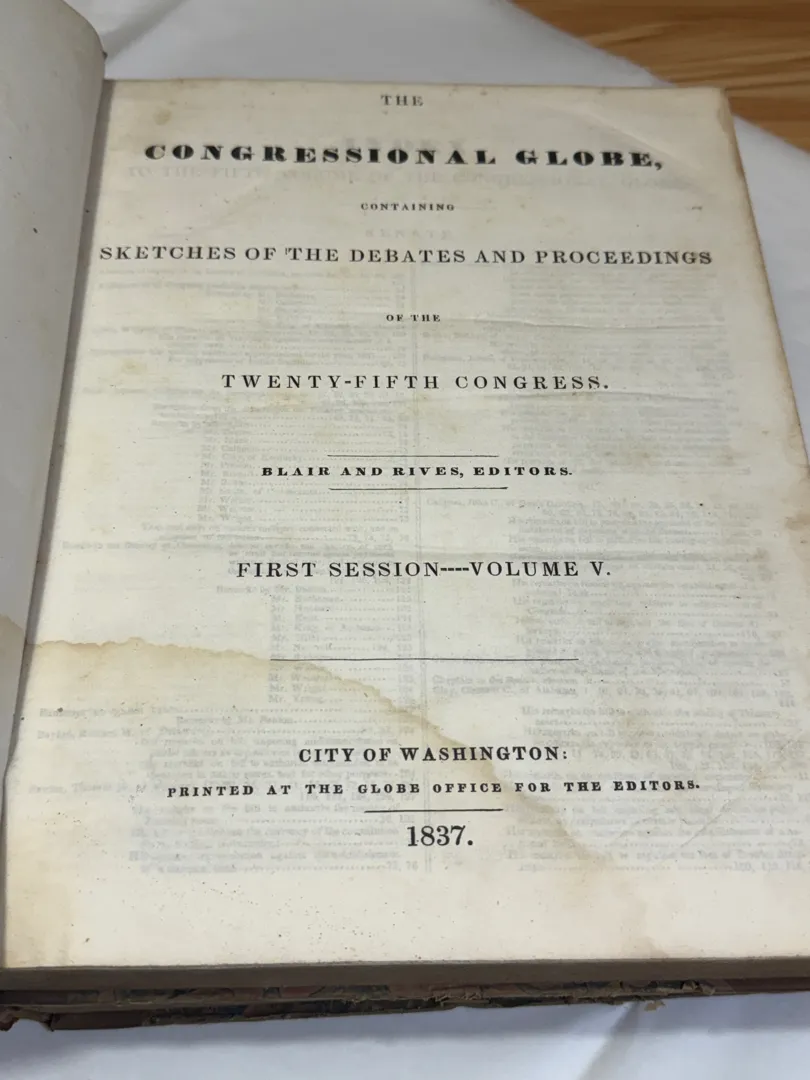 THE
CONGRESSIONAL GLOBE,
CONTAINING
SKETCHES OF THE DEBATES AND PROCEEDINGS
OF THE
TWENTY-FIFTH CONGRESS.
BLAIR AND RIVES, EDITORS.
FIRST SESSION----VOLUME V.
CITY OF WASHINGTON:
PRINTED AT THE GLOBE OFFICE FOR THE EDITORS.
1837.